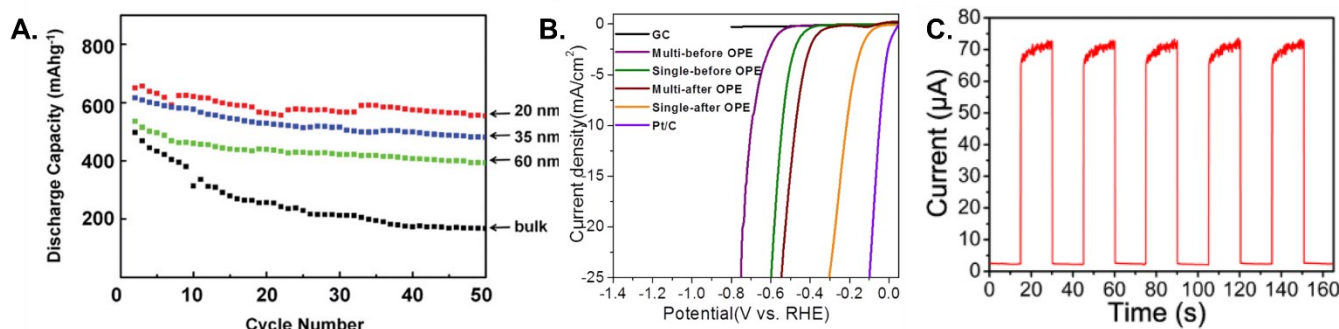 A.
Discharge Capacity (mAhg⁻¹)
800
600
400
200
0
10
20
30
40
50
Cycle Number
20 nm
35 nm
60 nm
bulk
B.
Current density(mA/cm²)
0
-5
-10
-15
-20
-25
GC
Multi-before OPE
Single-before OPE
Multi-after OPE
Single-after OPE
Pt/C
-1.4
-1.2
-1.0
-0.8
-0.6
-0.4
-0.2
0.0
Potential(V vs. RHE)
C.
Current (μA)
80
70
60
50
40
30
20
10
0
0
20
40
60
80
100
120
140
160
Time (s)